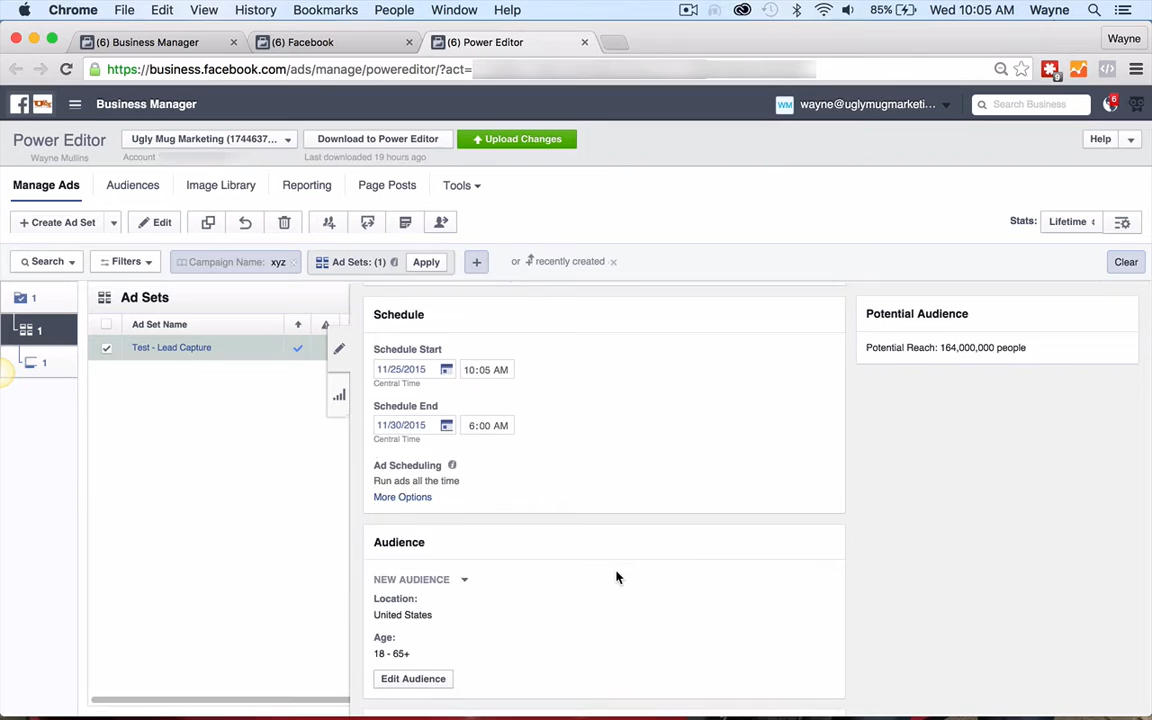 Chrome File Edit View History Bookmarks People Window Help 85% Wed 10:05 AM Wayne
(6) Business Manager (6) Facebook (6) Power Editor Wayne
https://business.facebook.com/ads/manage/powereditor/?act= 9
Business Manager WM wayne@uglymugmarketi... Search Business 6
Power Editor Ugly Mug Marketing (1744637,... Download to Power Editor Upload Changes Help
Wayne Mullins Account Last downloaded 19 hours ago
Manage Ads Audiences Image Library Reporting Page Posts Tools
+ Create Ad Set Edit Stats: Lifetime
Search Filters Campaign Name: xyz Ad Sets: (1) Apply + or recently created Clear
1 Ad Sets
Ad Set Name
1 Test - Lead Capture
1
Schedule
Schedule Start
11/25/2015 10:05 AM
Central Time
Schedule End
11/30/2015 6:00 AM
Central Time
Ad Scheduling
Run ads all the time
More Options
Audience
NEW AUDIENCE
Location:
United States
Age:
18 - 65+
Edit Audience
Potential Audience
Potential Reach: 164,000,000 people